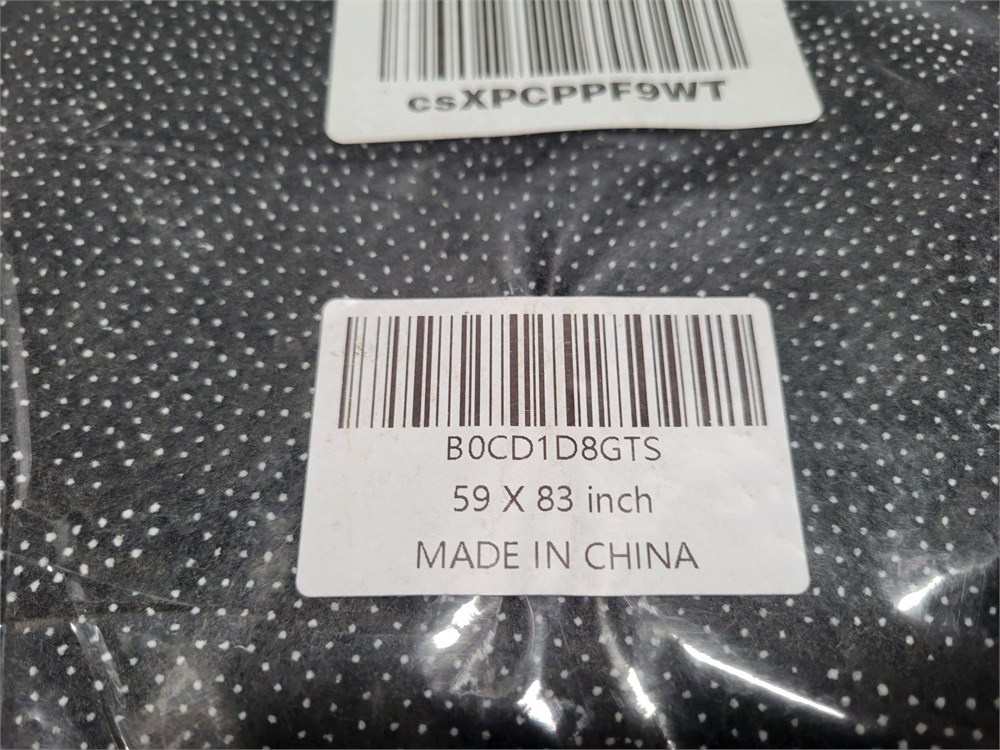 csXPCPPF9WT
B0CD1D8GTS
59 X 83 inch
MADE IN CHINA